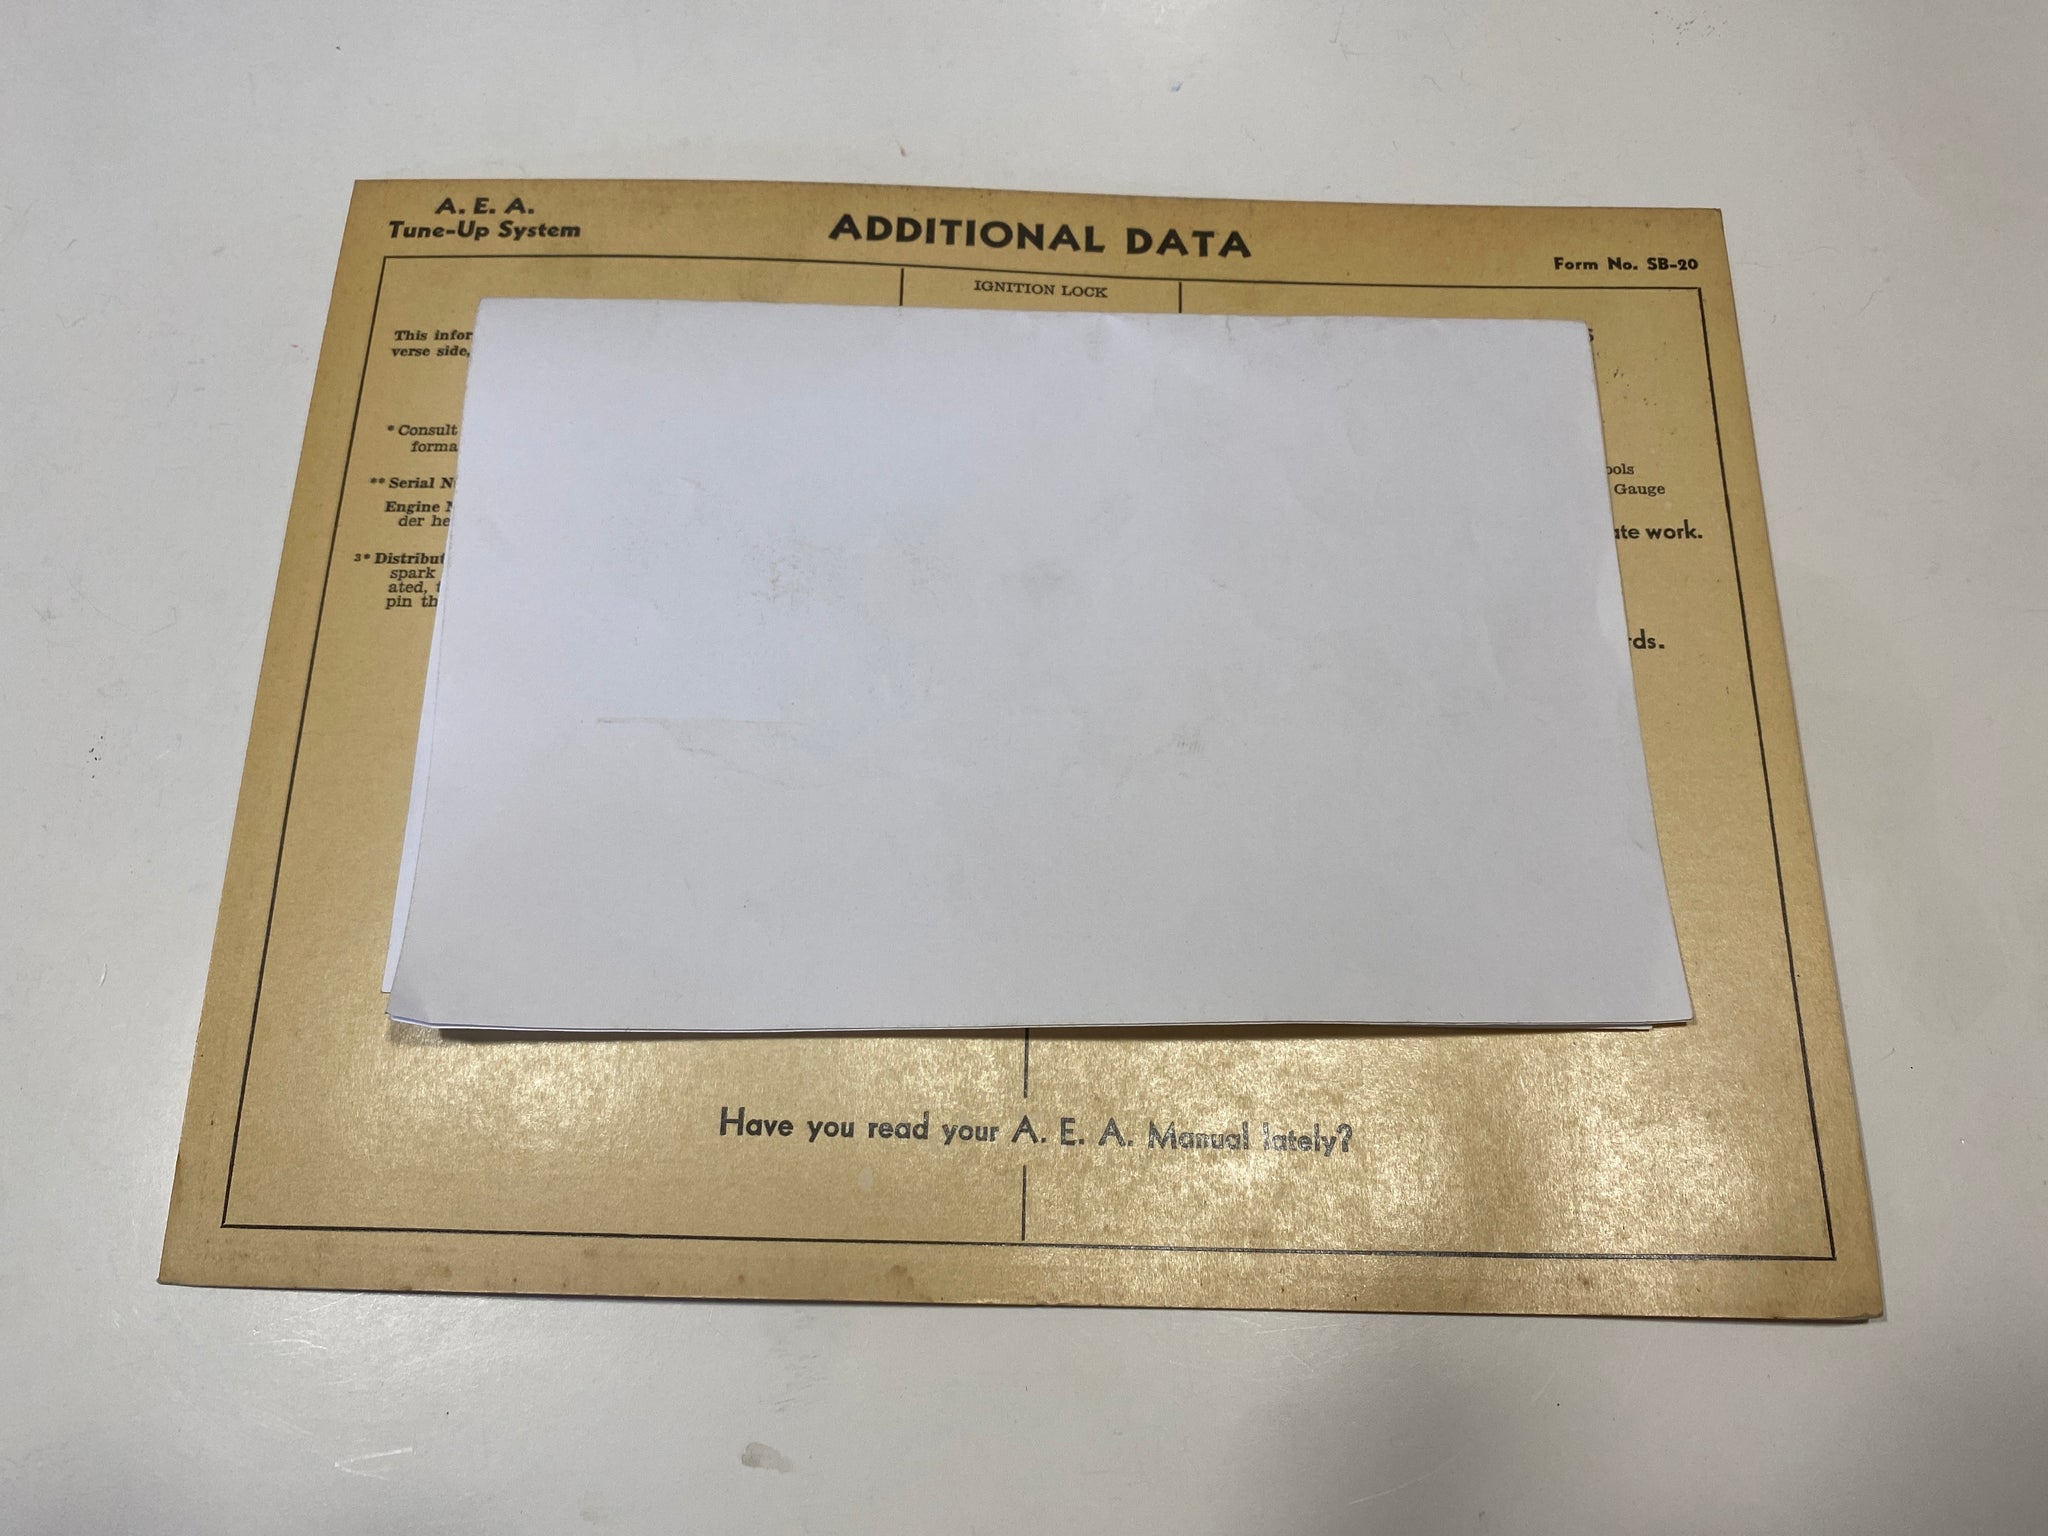 A. E. A.
Tune-Up System
ADDITIONAL DATA
Form No. SB-20
IGNITION LOCK
This infor
verse side,
* Consult
forma
** Serial N
Engine
der he
3* Distribut
spark
ated,
pin th
ools
Gauge
ate work.
rds.
Have you read your A. E. A. Manual lately?